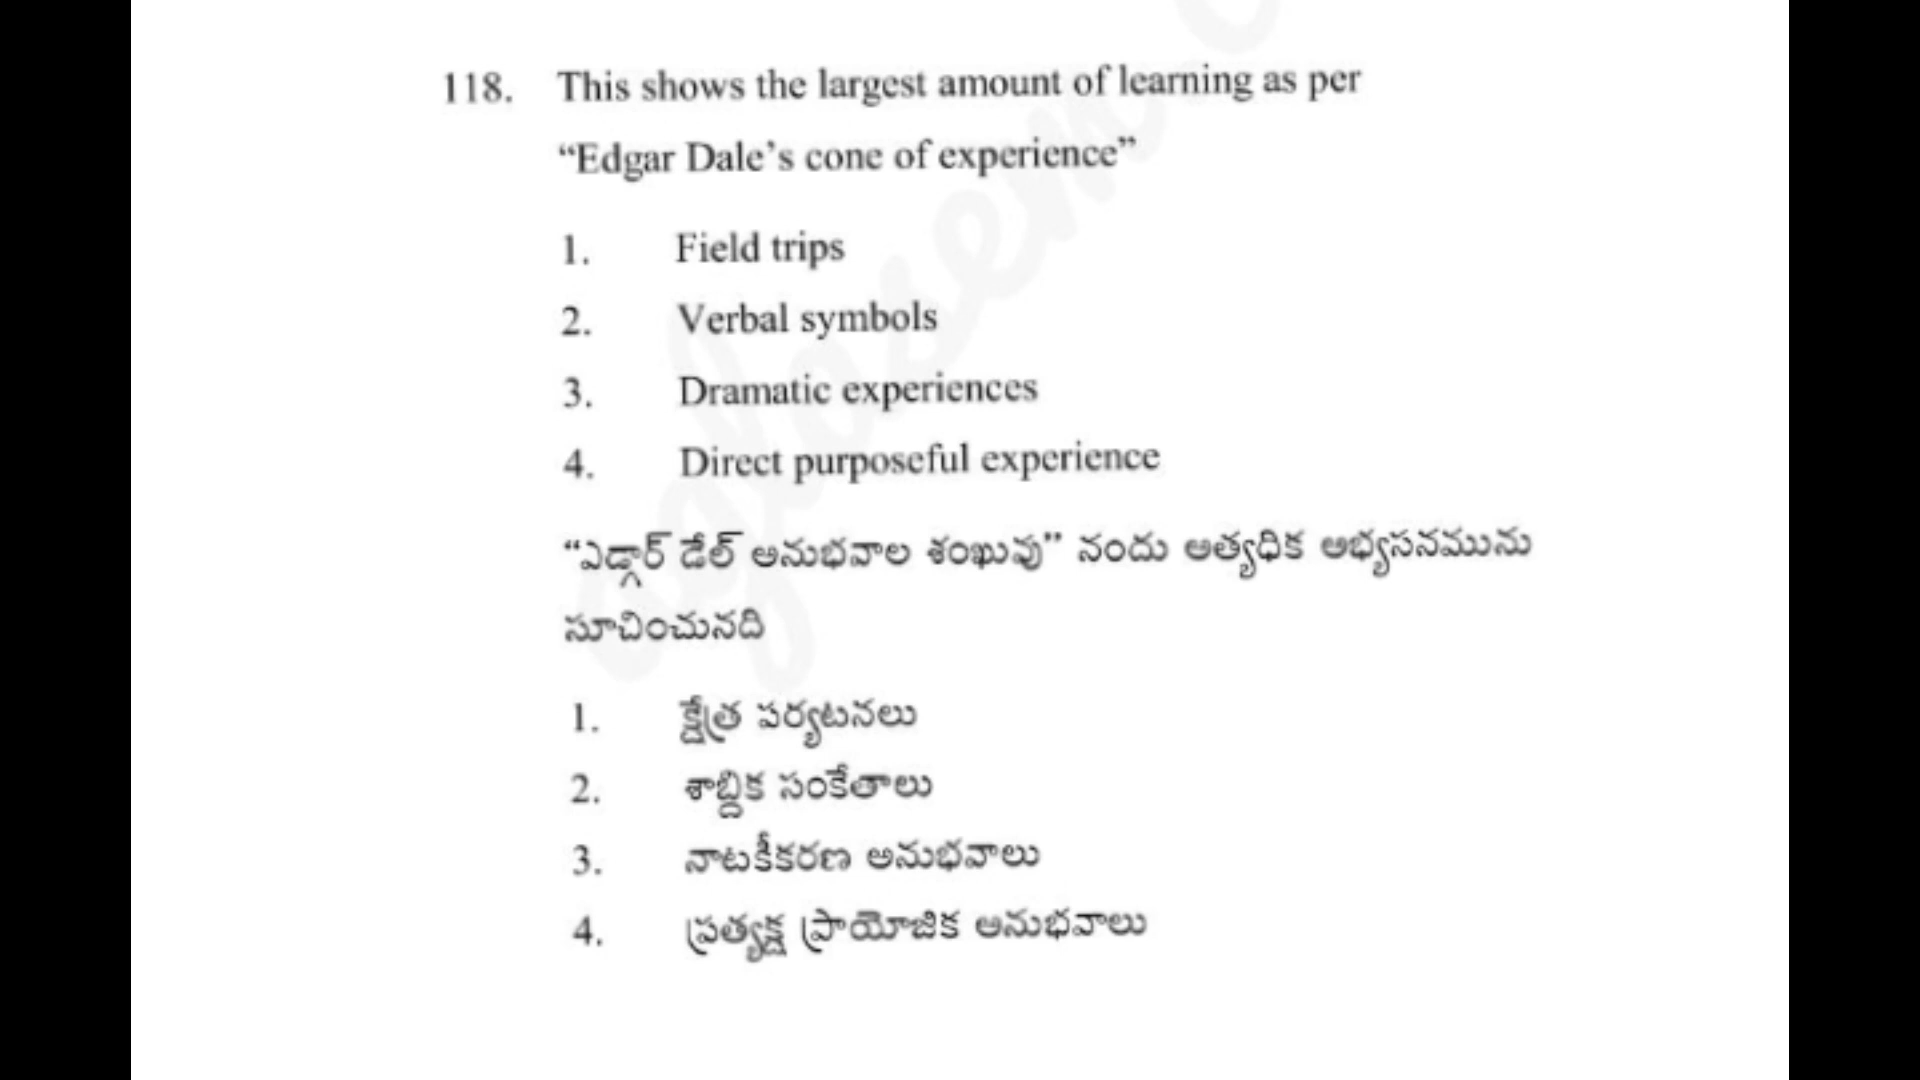 118. This shows the largest amount of learning as per
“Edgar Dale’s cone of experience”
1. Field trips
2. Verbal symbols
3. Dramatic experiences
4. Direct purposeful experience
“ఎడ్గార్ డేల్ అనుభవాల శంఖువు” నందు అత్యధిక అభ్యసనమును
సూచించునది
1. క్షేత్ర పర్యటనలు
2. శాబ్దిక సంకేతాలు
3. నాటకీకరణ అనుభవాలు
4. ప్రత్యక్ష ప్రాయోజిక అనుభవాలు